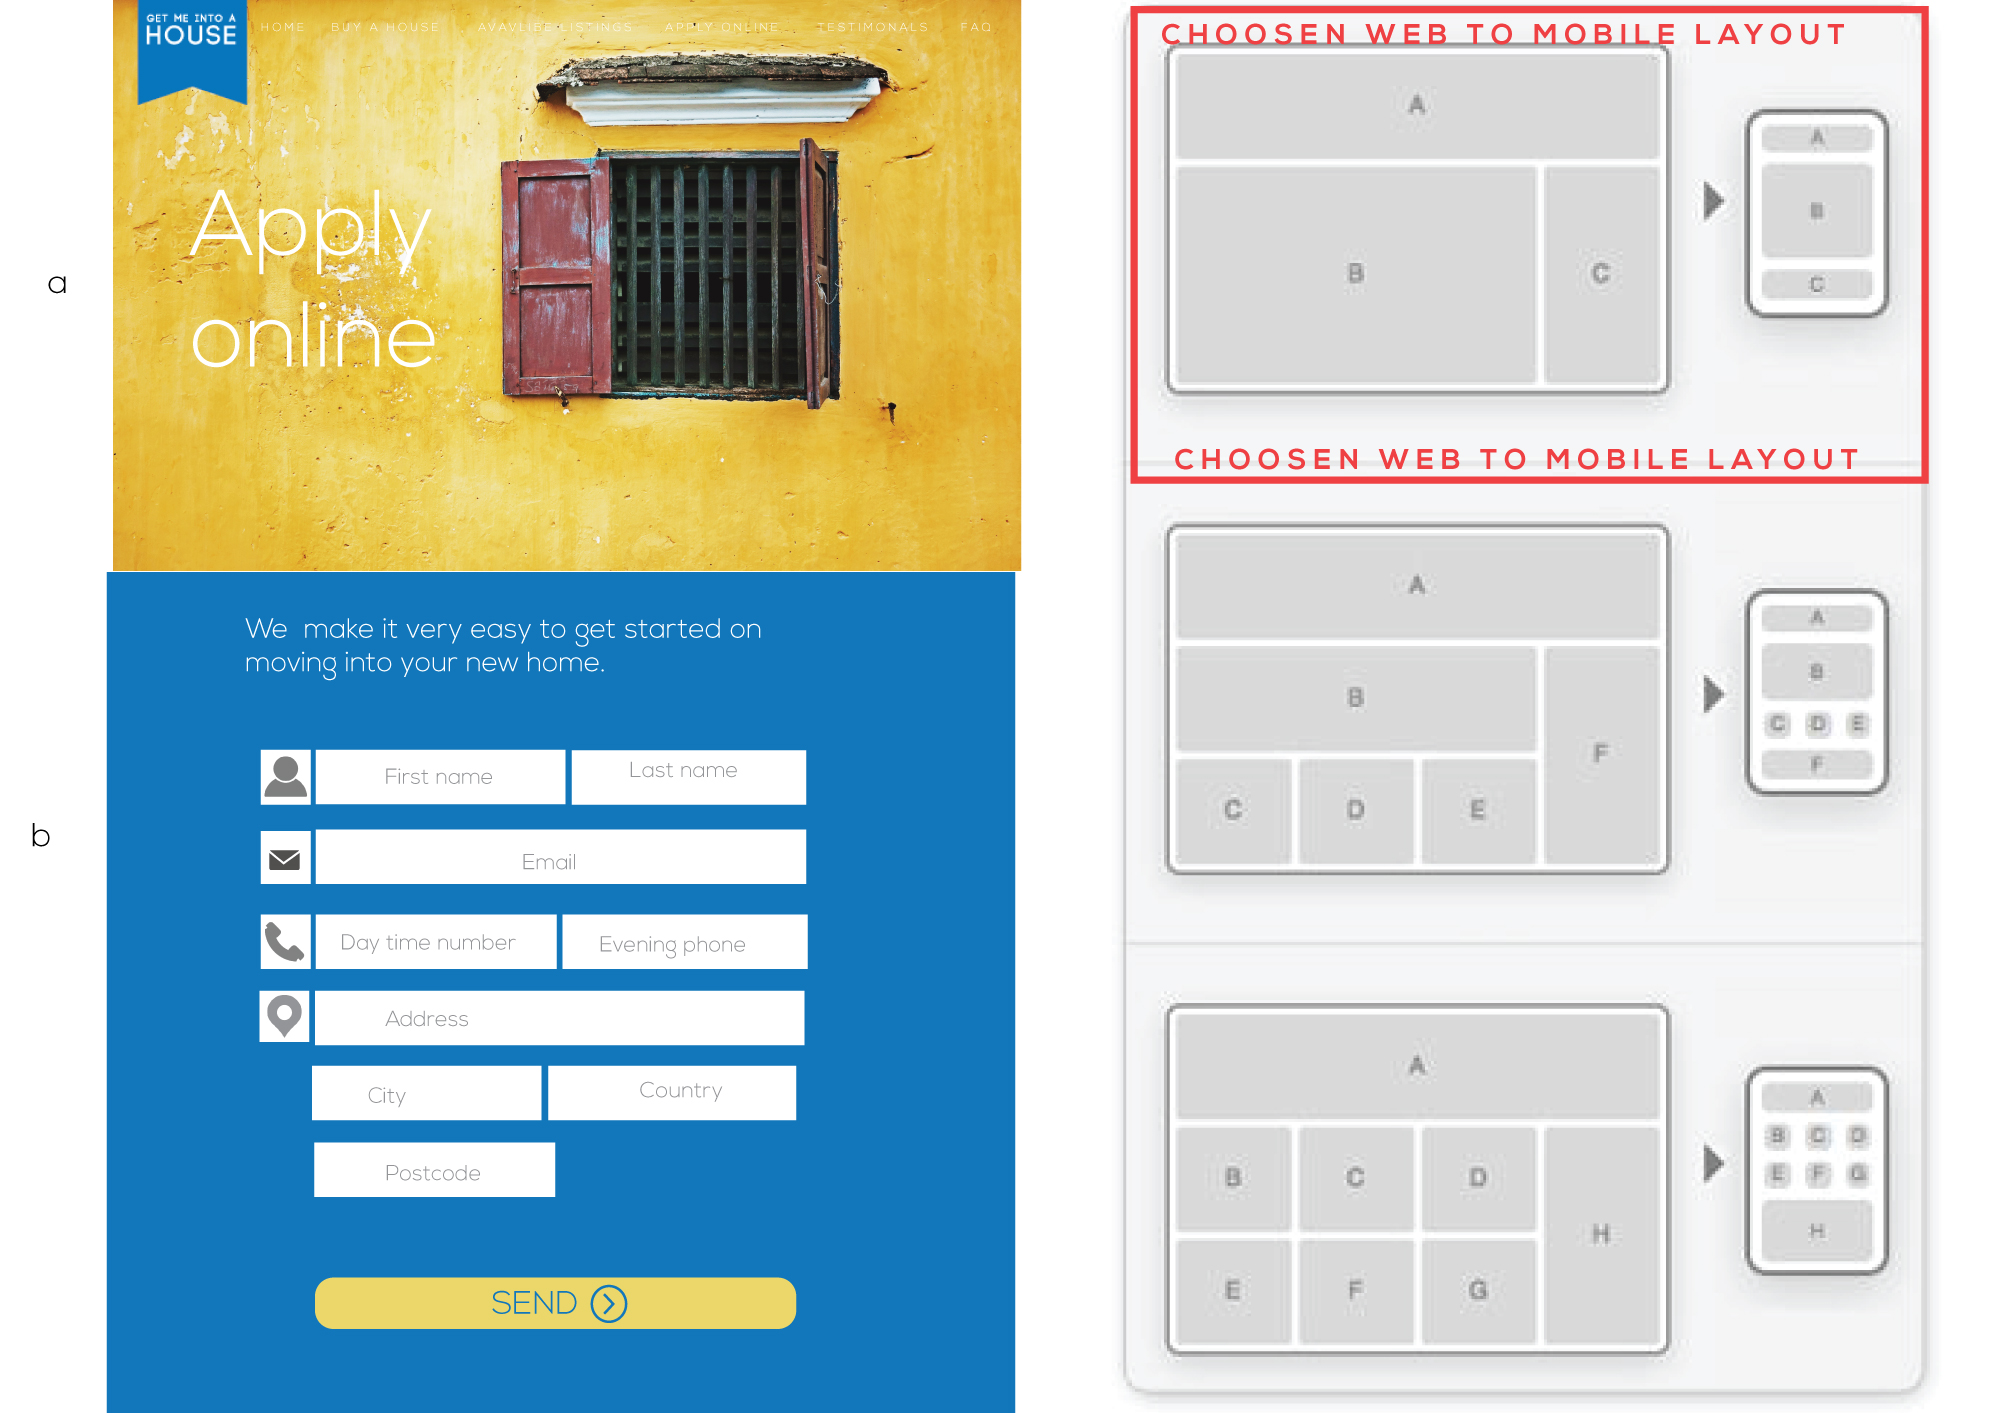 GET ME INTO A
HOUSE
HOME BUY A HOUSE AVAVLIBE LISTINGS APPLY ONLINE TESTIMONALS FAQ
Apply
online
a
We make it very easy to get started on
moving into your new home.
First name Last name
Email
Day time number Evening phone
Address
City Country
Postcode
SEND
b
CHOOSEN WEB TO MOBILE LAYOUT
A
B C
A
B
C
CHOOSEN WEB TO MOBILE LAYOUT
A
B F
C D E
A
B
C D E
F
A
B C D H
E F G
A
B C D
E F G
H